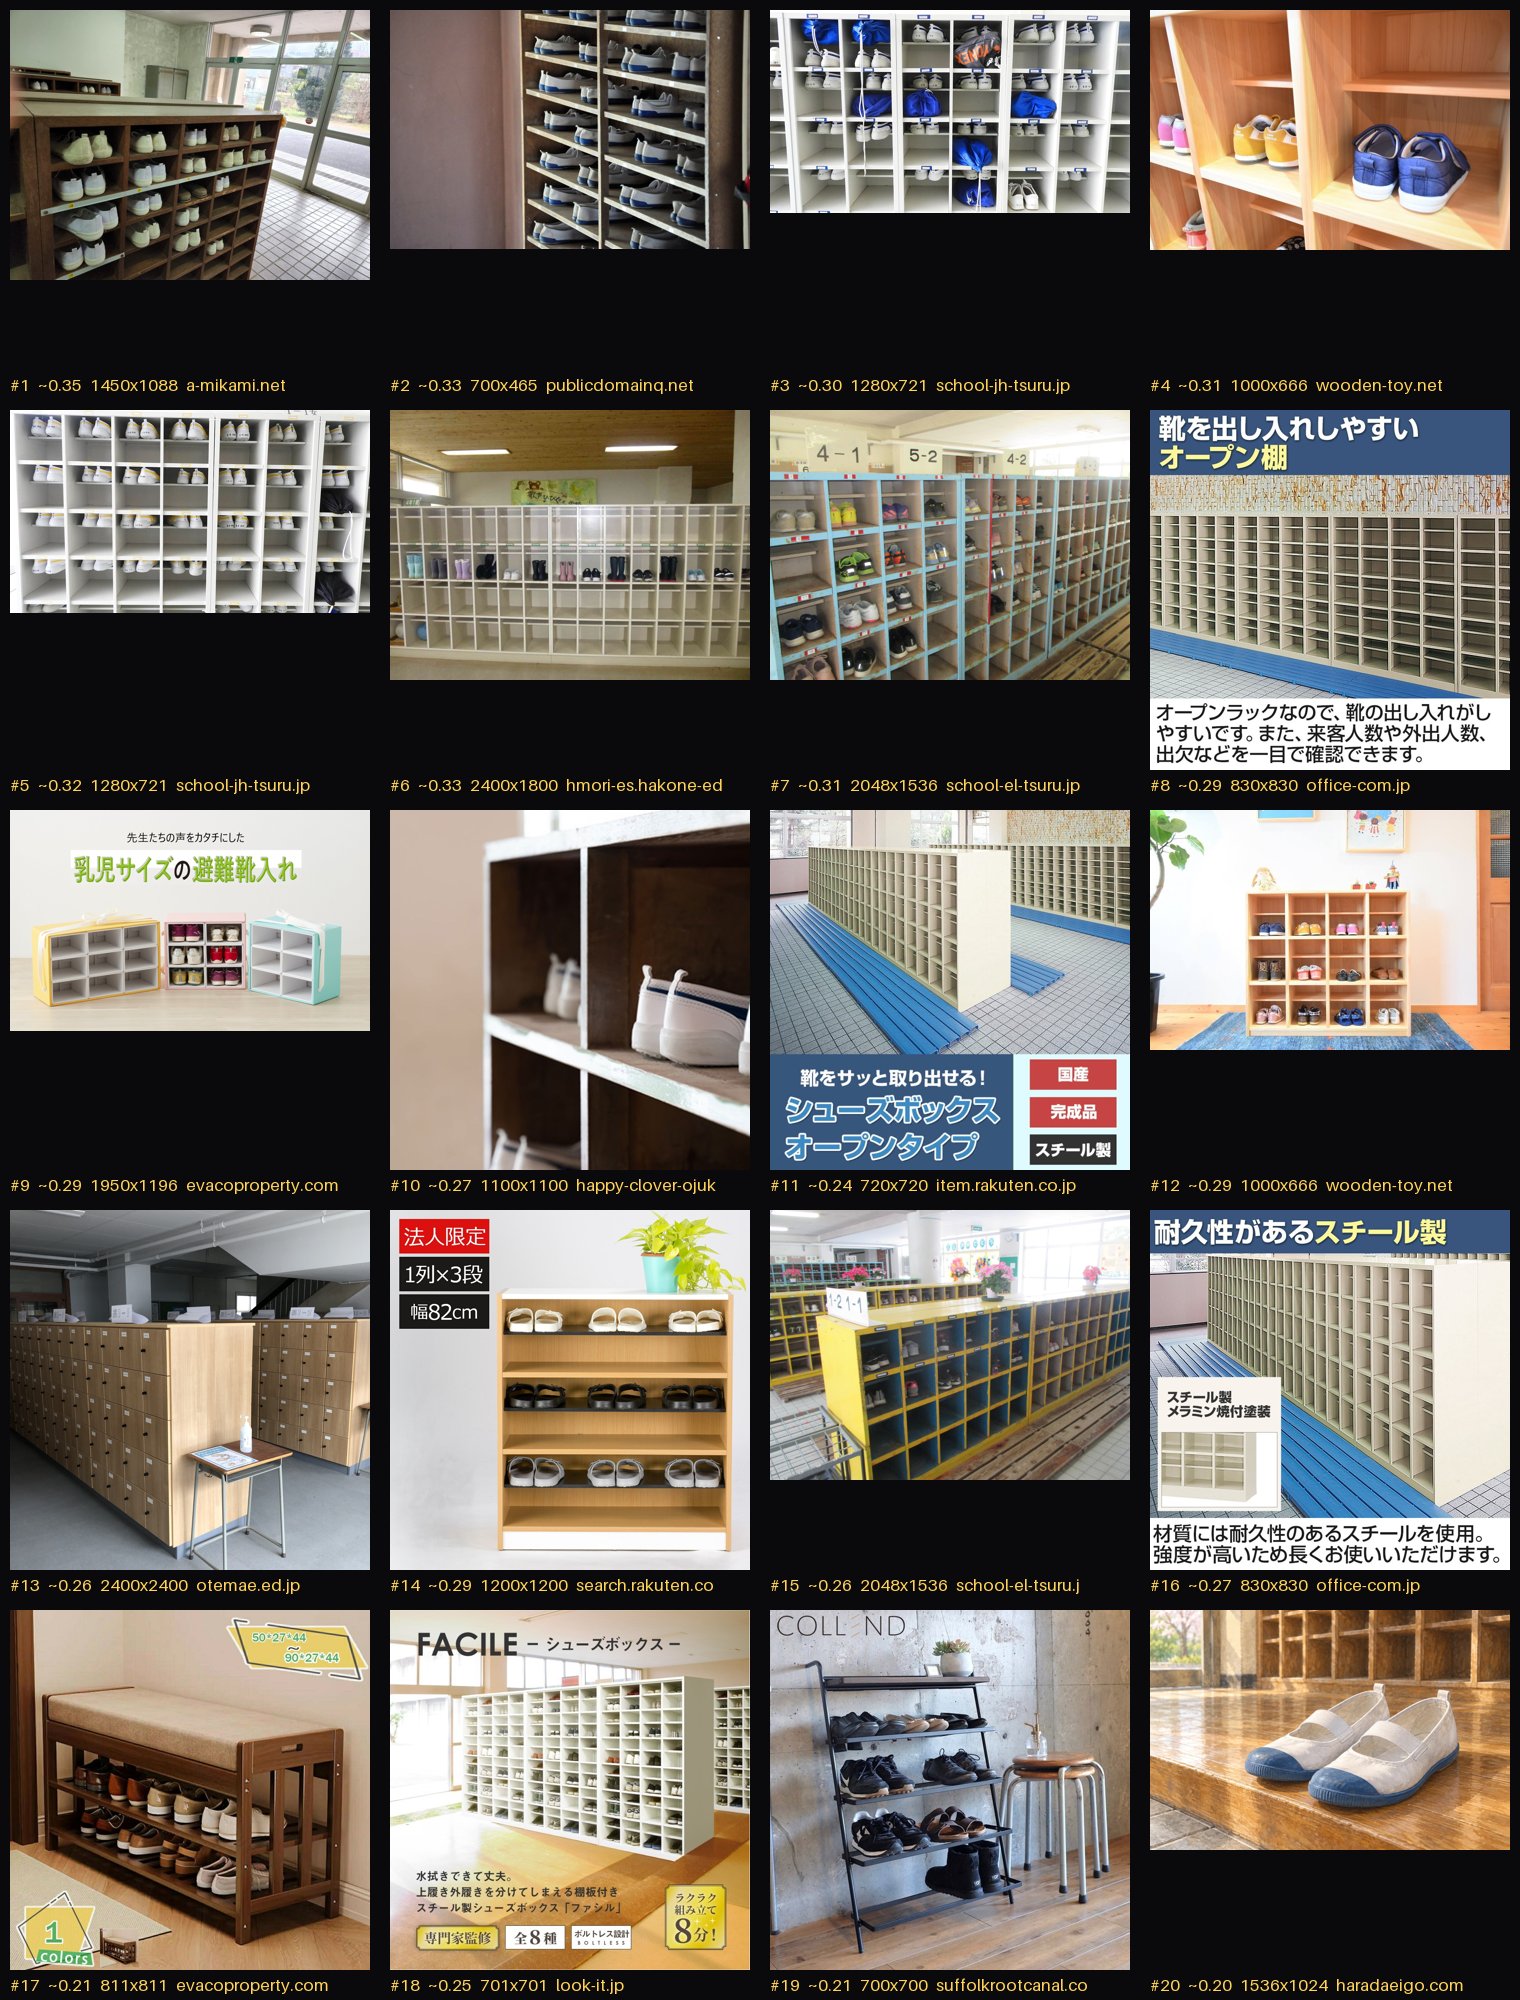 #1 ~0.35 1450x1088 a-mikami.net
#2 ~0.33 700x465 publicdomainq.net
#3 ~0.30 1280x721 school-jh-tsuru.jp
#4 ~0.31 1000x666 wooden-toy.net
4-1
5-2
4-2
靴を出し入れしやすい
オープン棚
オープンラックなので、靴の出し入れがし
やすいです。また、来客人数や外出人数、
出欠などを一目で確認できます。
#5 ~0.32 1280x721 school-jh-tsuru.jp
#6 ~0.33 2400x1800 hmori-es.hakone-ed
#7 ~0.31 2048x1536 school-el-tsuru.jp
#8 ~0.29 830x830 office-com.jp
先生たちの声をカタチにした
乳児サイズの避難靴入れ
靴をサッと取り出せる!
シューズボックス
オープンタイプ
国産
完成品
スチール製
#9 ~0.29 1950x1196 evacoproperty.com
#10 ~0.27 1100x1100 happy-clover-ojuk
#11 ~0.24 720x720 item.rakuten.co.jp
#12 ~0.29 1000x666 wooden-toy.net
法人限定
1列×3段
幅82cm
1-2 1-1
耐久性があるスチール製
スチール製
メラミン焼付塗装
材質には耐久性のあるスチールを使用。
強度が高いため長くお使いいただけます。
#13 ~0.26 2400x2400 otemae.ed.jp
#14 ~0.29 1200x1200 search.rakuten.co
#15 ~0.26 2048x1536 school-el-tsuru.j
#16 ~0.27 830x830 office-com.jp
50*27*44
~
90*27*44
1
colors
FACILE - シューズボックス -
水拭きできて丈夫。
上履き外履きを分けてしまえる棚板付き
スチール製シューズボックス「ファシル」
専門家監修
全8種
ボルトレス設計
BOLTLESS
ラクラク
組み立て
8分!
COLLEND
#17 ~0.21 811x811 evacoproperty.com
#18 ~0.25 701x701 look-it.jp
#19 ~0.21 700x700 suffolkrootcanal.co
#20 ~0.20 1536x1024 haradaeigo.com